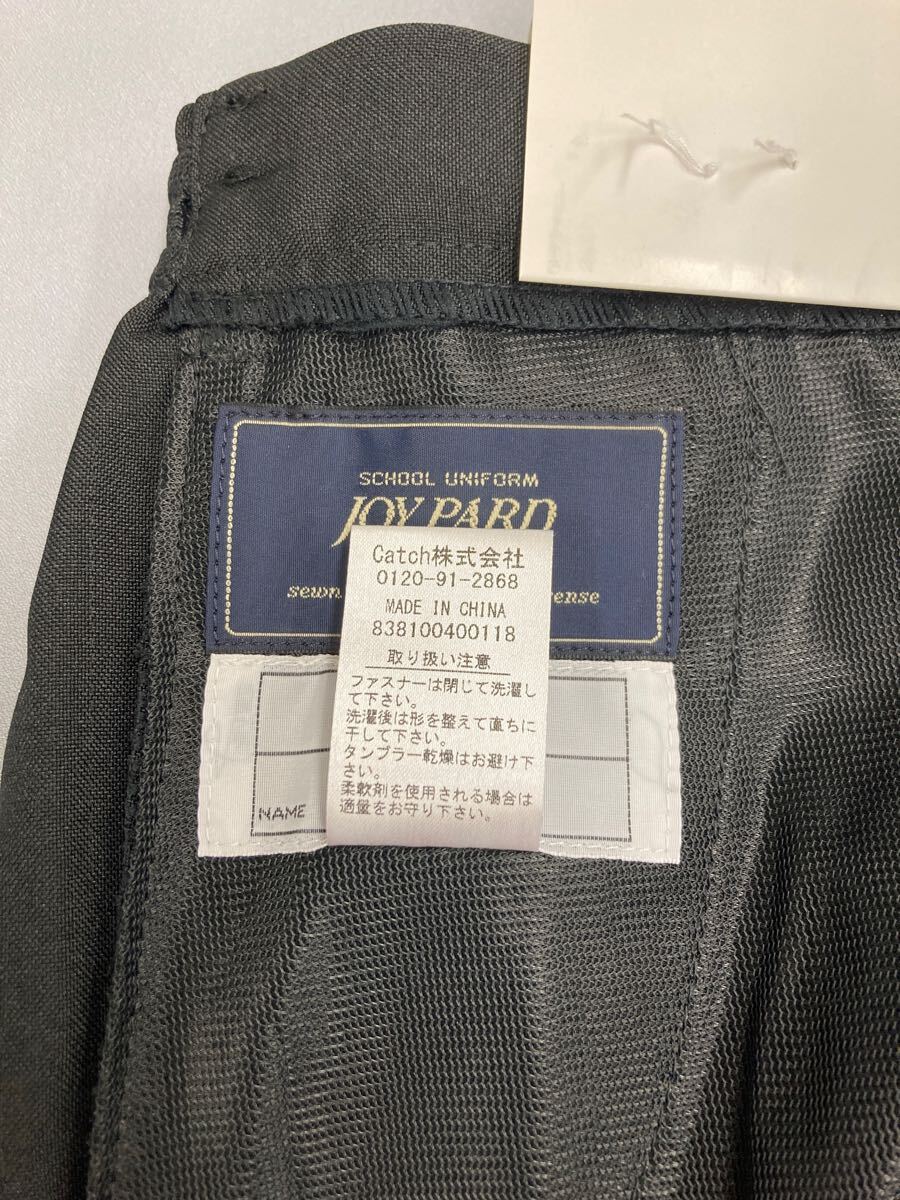 SCHOOL UNIFORM
JOY PARD
sewn
ense
Catch株式会社
0120-91-2868
MADE IN CHINA
838100400118
取り扱い注意
ファスナーは閉じて洗濯し
て下さい。
洗濯後は形を整えて直ちに
干して下さい。
タンブラー乾燥はお避け下
さい。
柔軟剤を使用される場合は
適量をお守り下さい。
NAME